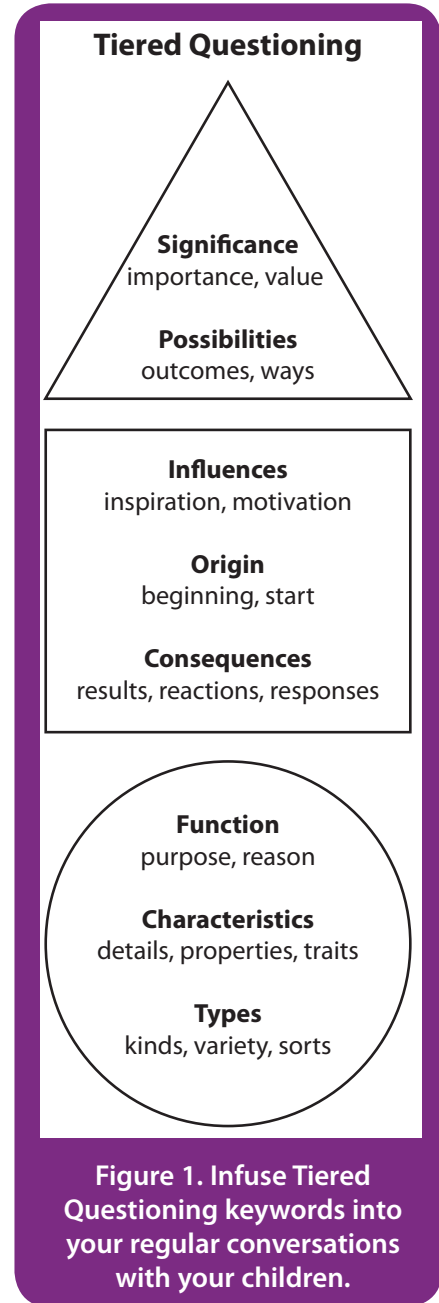 Tiered Questioning
Significance
importance, value
Possibilities
outcomes, ways
Influences
inspiration, motivation
Origin
beginning, start
Consequences
results, reactions, responses
Function
purpose, reason
Characteristics
details, properties, traits
Types
kinds, variety, sorts
Figure 1. Infuse Tiered
Questioning keywords into
your regular conversations
with your children.